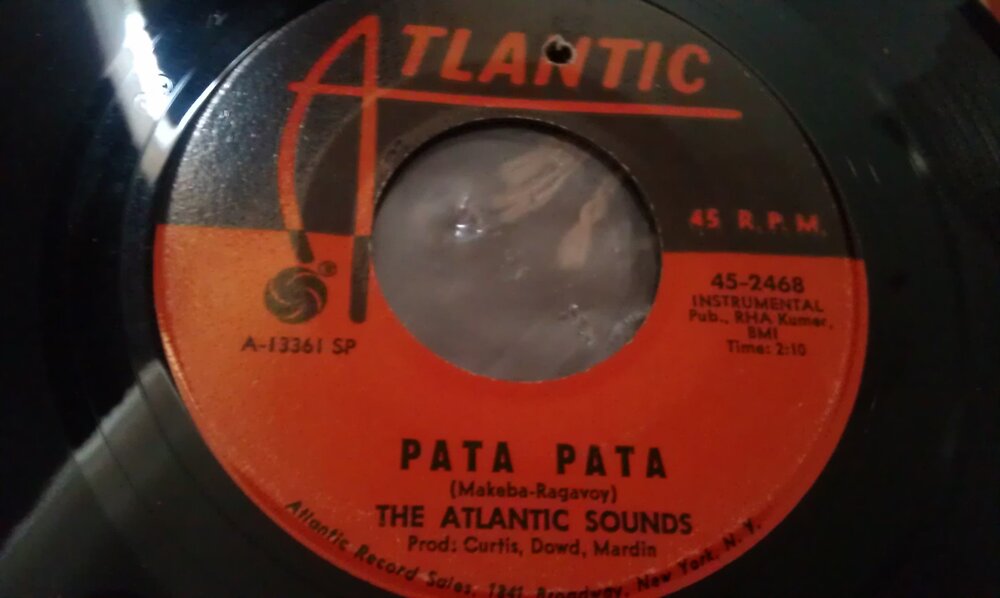 ATLANTIC
45 R.P.M.
45-2468
INSTRUMENTAL
Pub., RHA Kumer,
BMI
Time: 2:10
®
A-13361 SP
PATA PATA
(Makeba-Ragavoy)
THE ATLANTIC SOUNDS
Prod: Curtis, Dowd, Mardin
Atlantic Record Sales, 1841 Broadway, New York, N. Y.